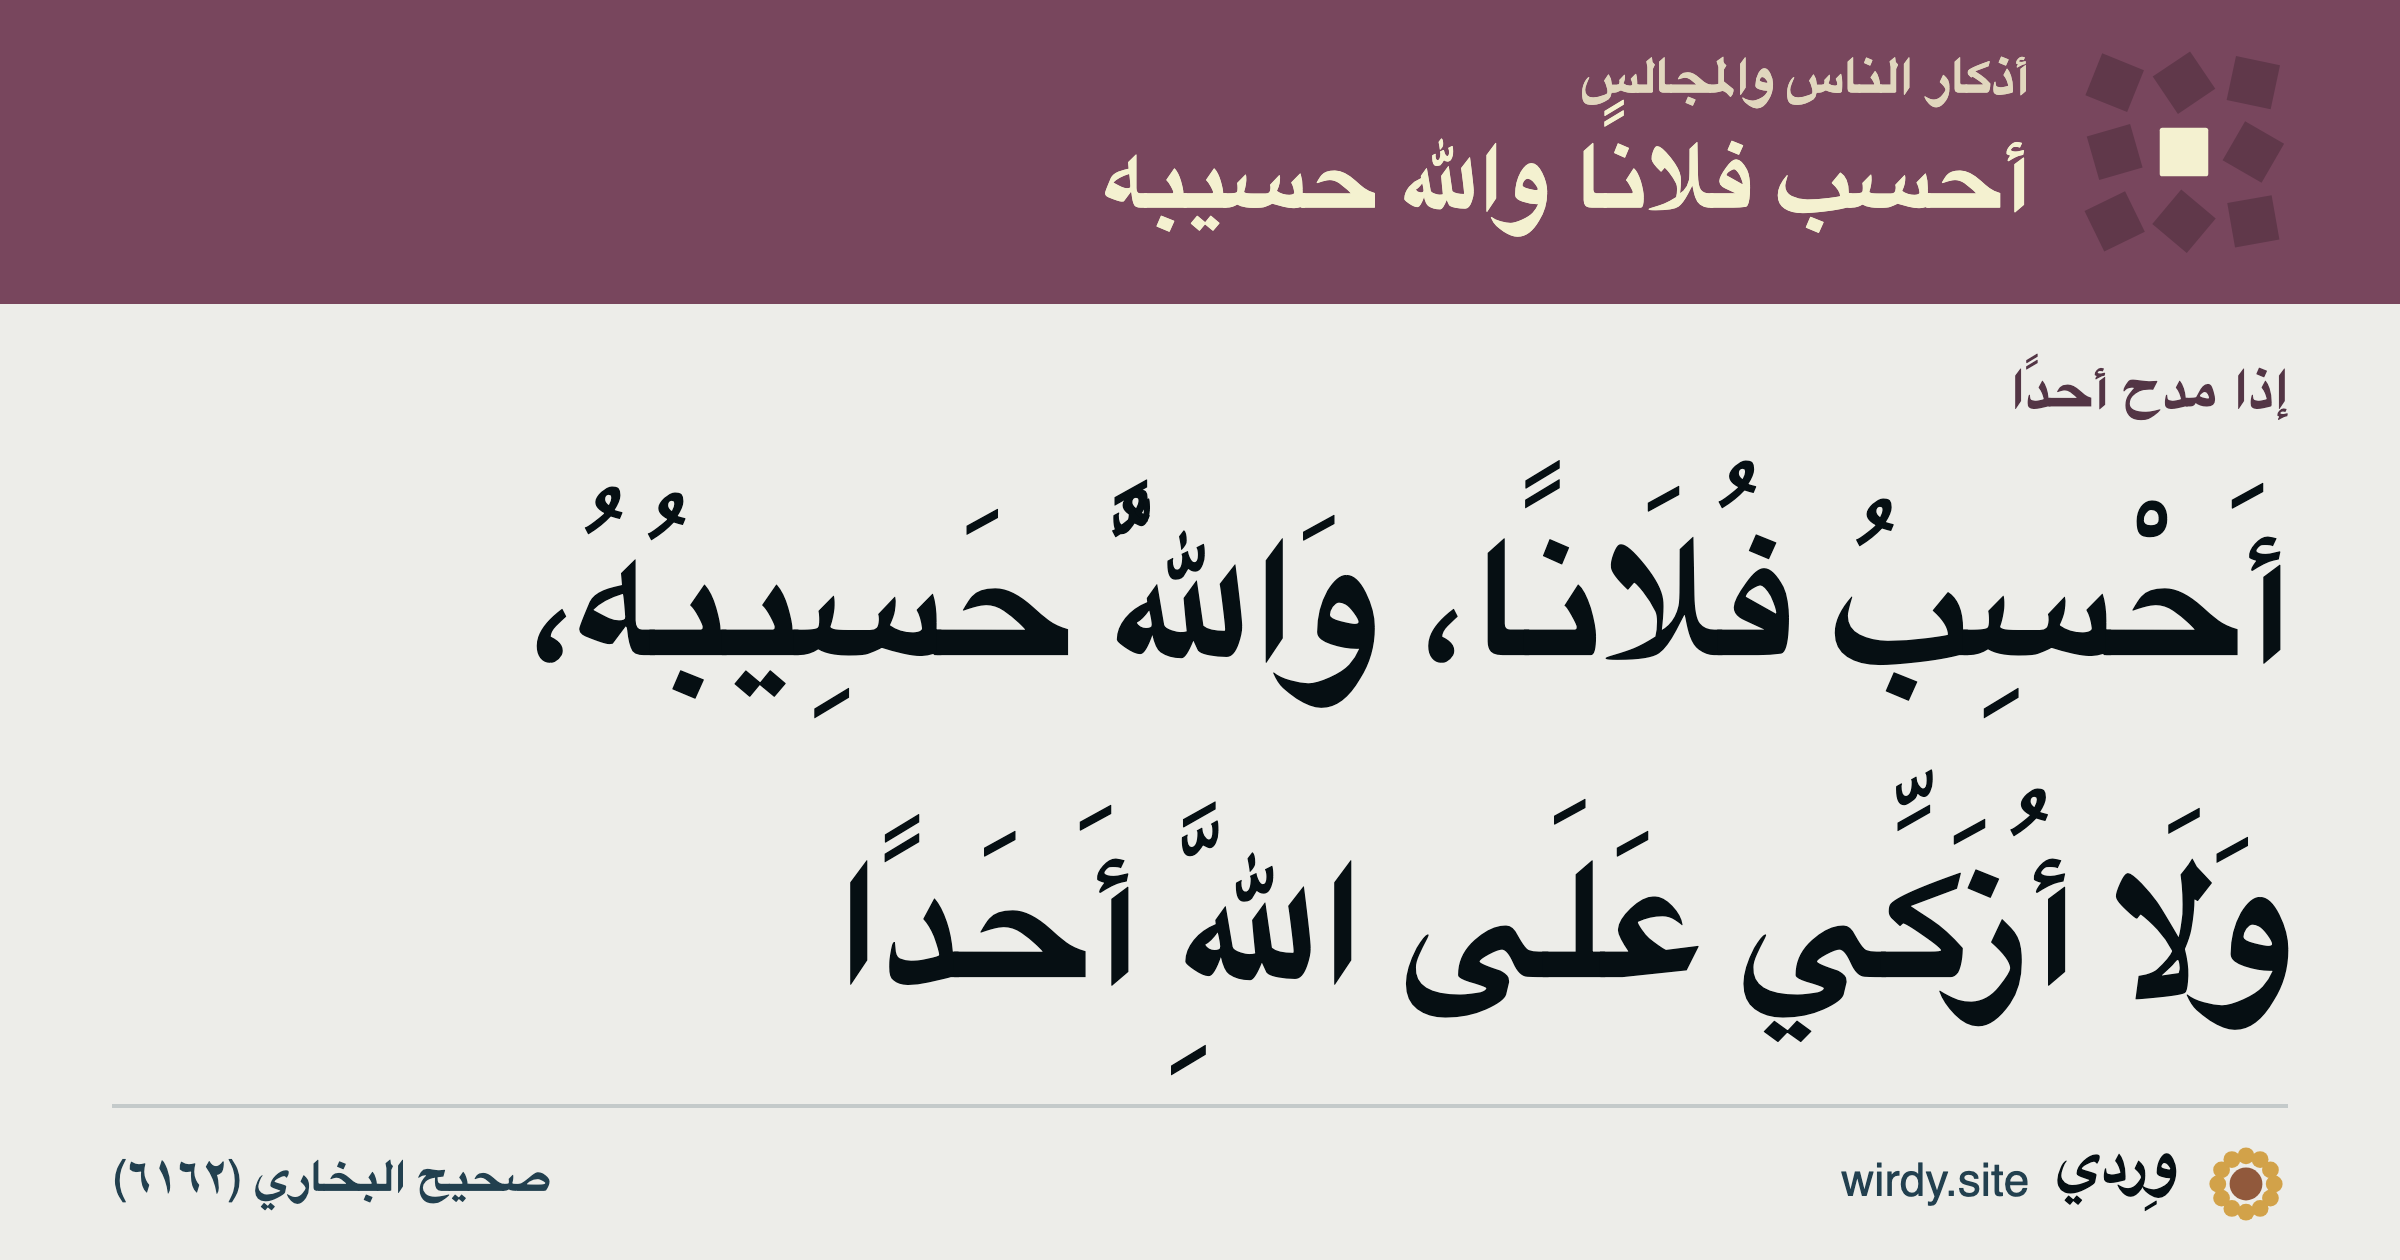 أذكار الناس والمجالس
أحسب فلانًا والله حسيبه
إذا مدح أحدًا
أَحْسِبُ فُلَانًا، وَاللهُ حَسِيبُهُ،
وَلَا أُزَكِّي عَلَى اللهَِّ أَحَدًا
وِردي wirdy.site
صحيح البخاري (٦١٦٢)